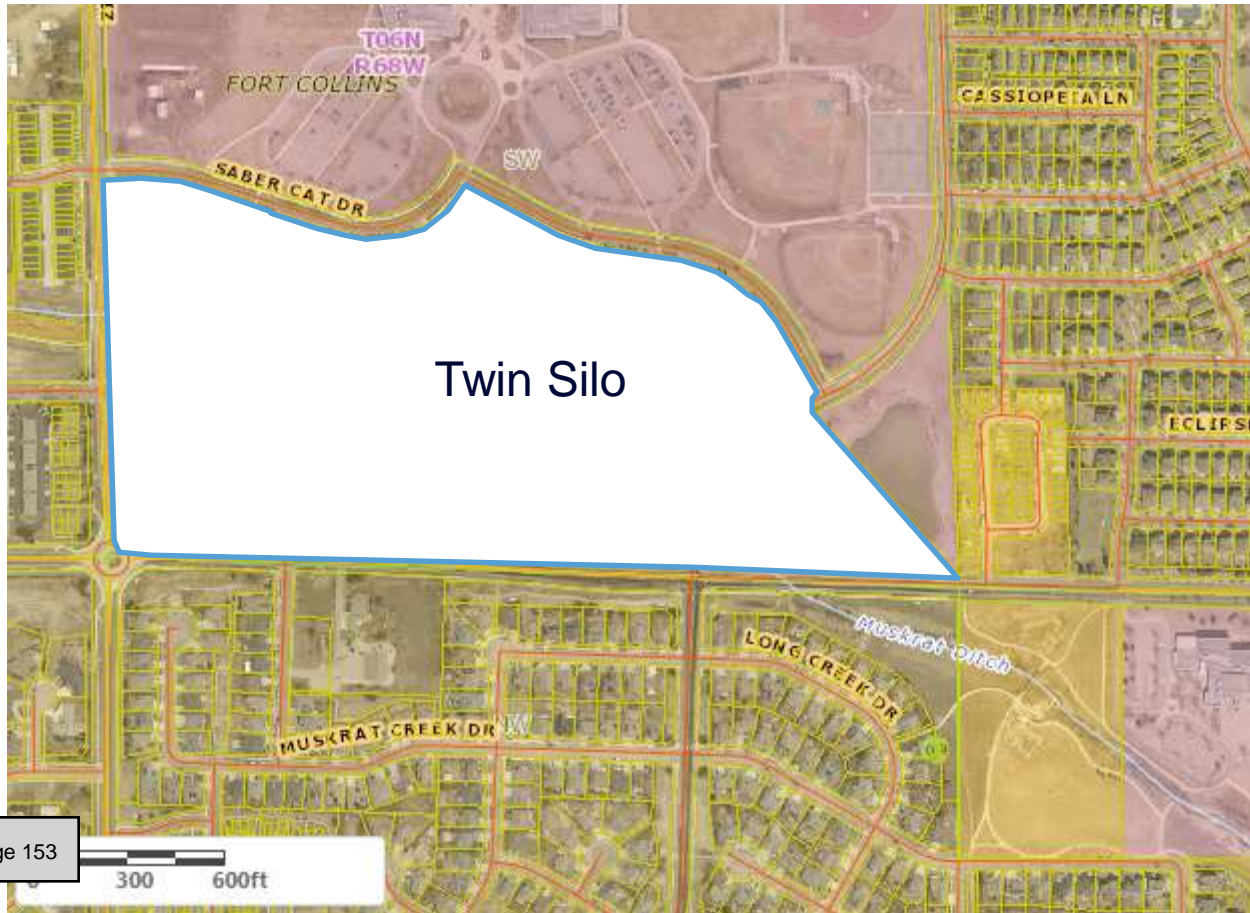 T06N
R68W
FORT COLLINS
CASSIOPEIA LN
SW
SABER CAT DR
Twin Silo
ECLIPSE
Muskrat Ditch
LONG CREEK DR
MUSKRAT CREEK DR
ge 153
0 300 600ft